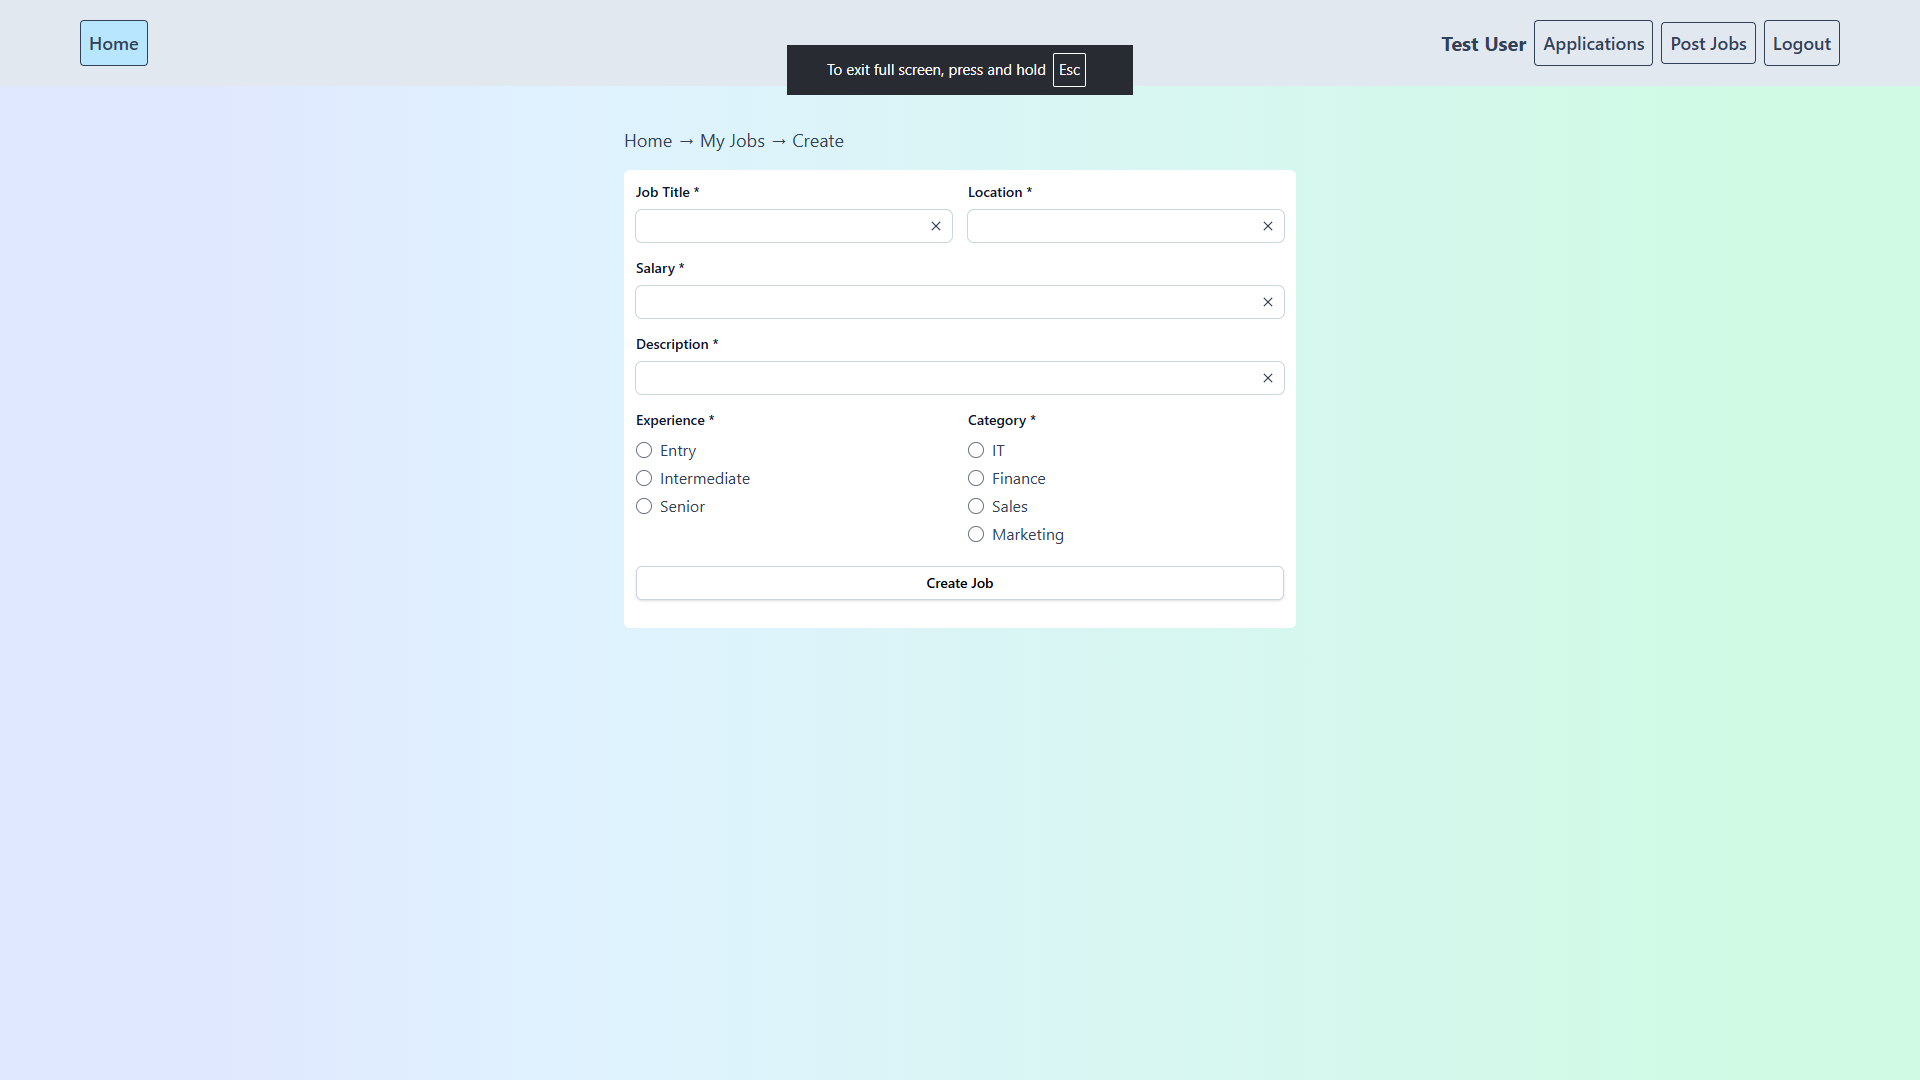 Home
Test User Applications Post Jobs Logout
To exit full screen, press and hold Esc
Home → My Jobs → Create
Job Title * Location *
Salary *
Description *
Experience * Category *
Entry IT
Intermediate Finance
Senior Sales
Marketing
Create Job